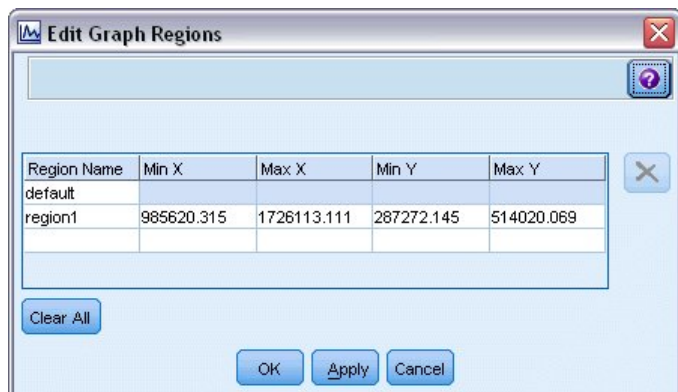 Edit Graph Regions
Region Name Min X Max X Min Y Max Y
default
region1 985620.315 1726113.111 287272.145 514020.069
Clear All
OK Apply Cancel